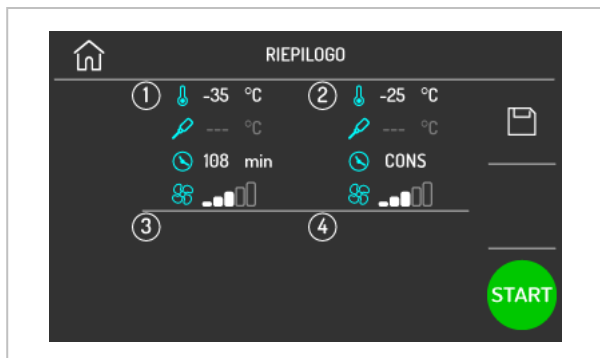 RIEPILOGO
1 -35 °C 2 -25 °C
--- °C --- °C
108 min CONS
3 4
START